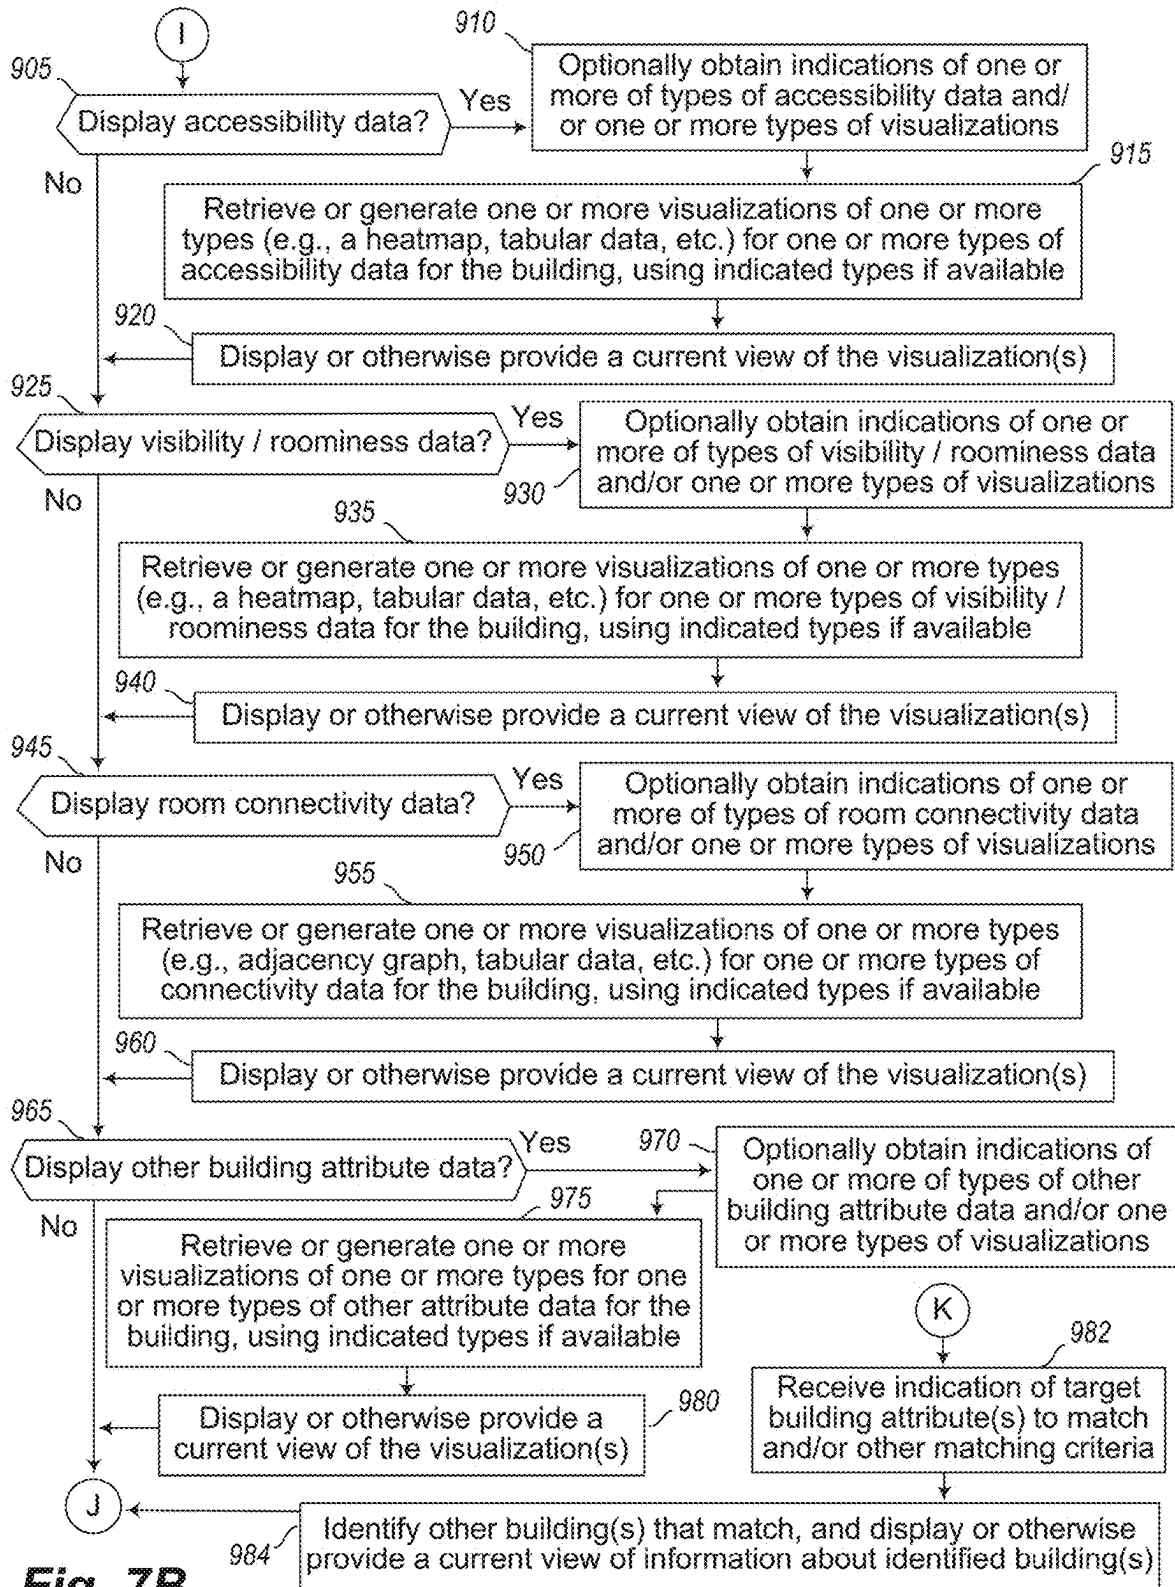 I
905
910
Display accessibility data?
Yes
No
Optionally obtain indications of one or
more of types of accessibility data and/
or one or more types of visualizations
915
Retrieve or generate one or more visualizations of one or more
types (e.g., a heatmap, tabular data, etc.) for one or more types of
accessibility data for the building, using indicated types if available
920
Display or otherwise provide a current view of the visualization(s)
925
Display visibility / roominess data?
Yes
No
930
Optionally obtain indications of one or
more of types of visibility / roominess data
and/or one or more types of visualizations
935
Retrieve or generate one or more visualizations of one or more types
(e.g., a heatmap, tabular data, etc.) for one or more types of visibility /
roominess data for the building, using indicated types if available
940
Display or otherwise provide a current view of the visualization(s)
945
Display room connectivity data?
Yes
No
950
Optionally obtain indications of one or
more of types of room connectivity data
and/or one or more types of visualizations
955
Retrieve or generate one or more visualizations of one or more types
(e.g., adjacency graph, tabular data, etc.) for one or more types of
connectivity data for the building, using indicated types if available
960
Display or otherwise provide a current view of the visualization(s)
965
Display other building attribute data?
Yes
No
970
Optionally obtain indications of
one or more of types of other
building attribute data and/or one
or more types of visualizations
975
Retrieve or generate one or more
visualizations of one or more types for one
or more types of other attribute data for the
building, using indicated types if available
980
Display or otherwise provide a
current view of the visualization(s)
K
982
Receive indication of target
building attribute(s) to match
and/or other matching criteria
J
984
Identify other building(s) that match, and display or otherwise
provide a current view of information about identified building(s)
Fig. 7B